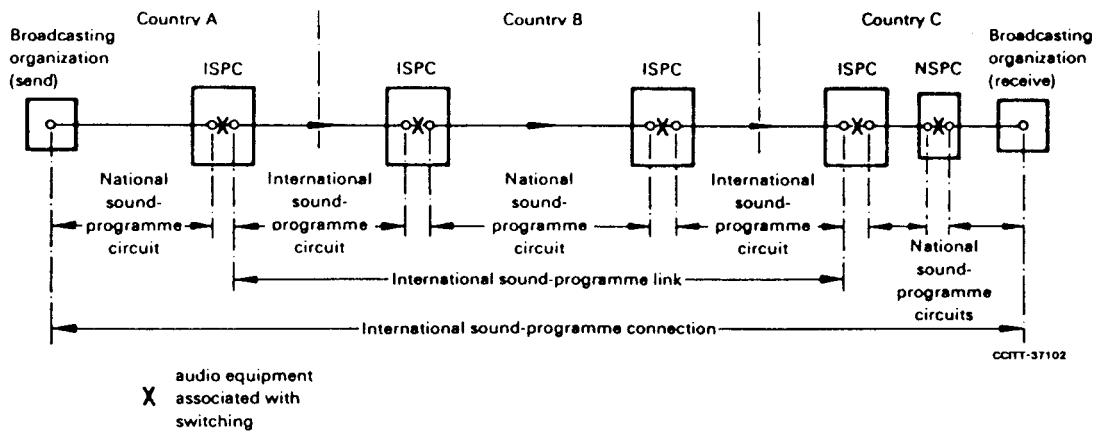 Country A
Country B
Country C
Broadcasting
organization
(send)
ISPC
ISPC
ISPC
ISPC
NSPC
Broadcasting
organization
(receive)
National
sound-
programme
circuit
International
sound-
programme
circuit
National
sound-
programme
circuit
International
sound-
programme
circuit
National
sound-
programme
circuits
International sound-programme link
International sound-programme connection
CCITT-37102
X
audio equipment
associated with
switching